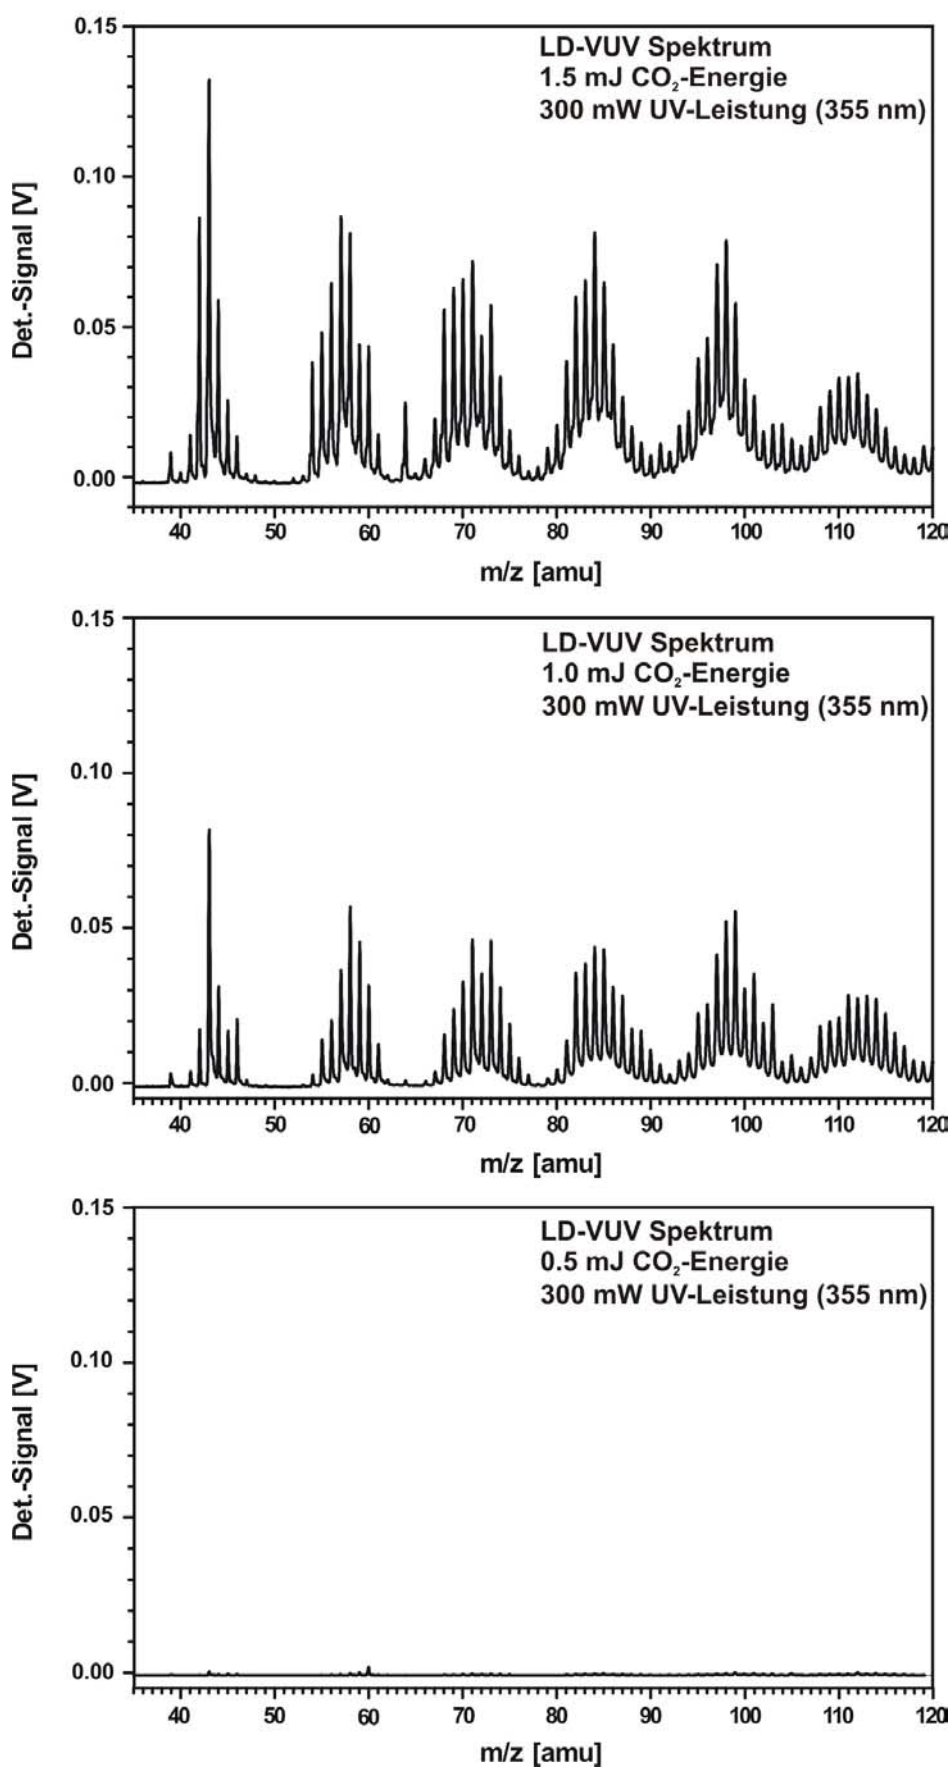 LD-VUV Spektrum
1.5 mJ CO₂-Energie
300 mW UV-Leistung (355 nm)
Det.-Signal [V]
0.15
0.10
0.05
0.00
40 50 60 70 80 90 100 110 120
m/z [amu]
LD-VUV Spektrum
1.0 mJ CO₂-Energie
300 mW UV-Leistung (355 nm)
Det.-Signal [V]
0.15
0.10
0.05
0.00
40 50 60 70 80 90 100 110 120
m/z [amu]
LD-VUV Spektrum
0.5 mJ CO₂-Energie
300 mW UV-Leistung (355 nm)
Det.-Signal [V]
0.15
0.10
0.05
0.00
40 50 60 70 80 90 100 110 120
m/z [amu]